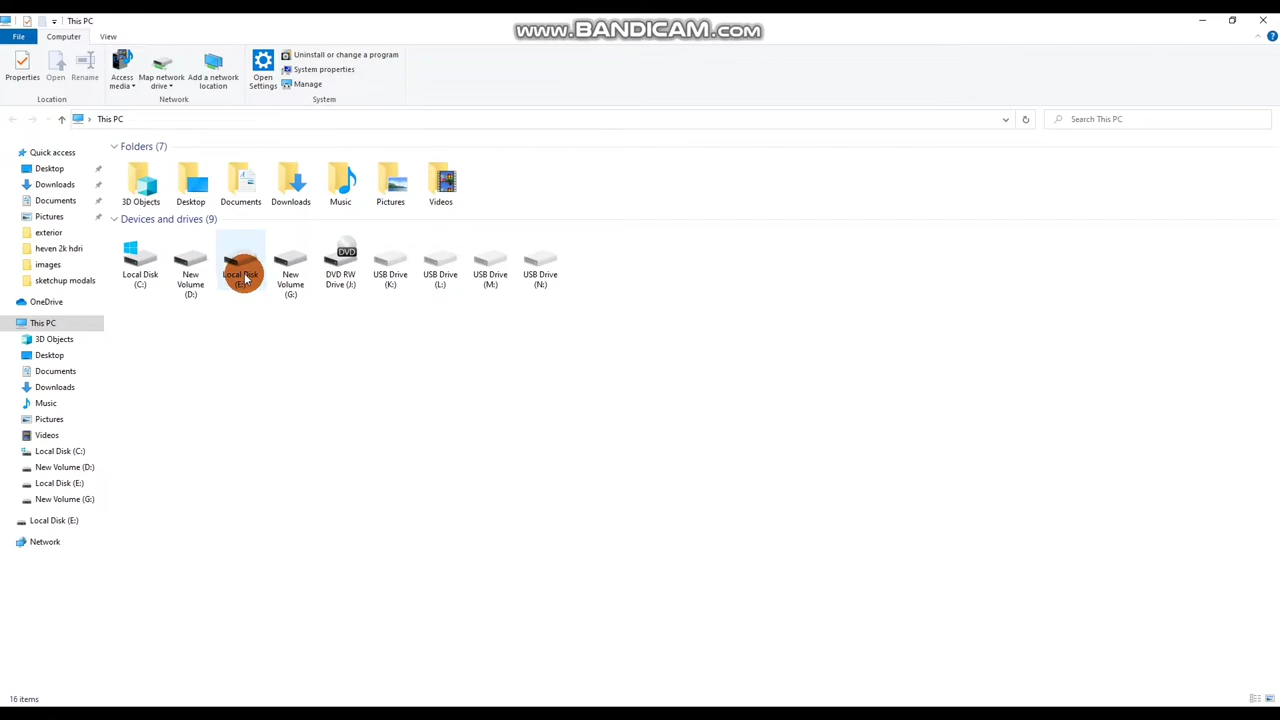 This PC
www.BANDICAM.com
File Computer View
Properties Open Rename Access media Map network drive Add a network location Open Settings Uninstall or change a program
System properties
Manage
Location Network System
This PC
Search This PC
Quick access
Desktop
Downloads
Documents
Pictures
exterior
heven 2k hdri
images
sketchup modals
OneDrive
This PC
3D Objects
Desktop
Documents
Downloads
Music
Pictures
Videos
Local Disk (C:)
New Volume (D:)
Local Disk (E:)
New Volume (G:)
Local Disk (E:)
Network
Folders (7)
3D Objects Desktop Documents Downloads Music Pictures Videos
Devices and drives (9)
Local Disk (C:)
New Volume (D:)
Local Disk (E:)
New Volume (G:)
DVD RW Drive (J:)
USB Drive (K:)
USB Drive (L:)
USB Drive (M:)
USB Drive (N:)
16 items